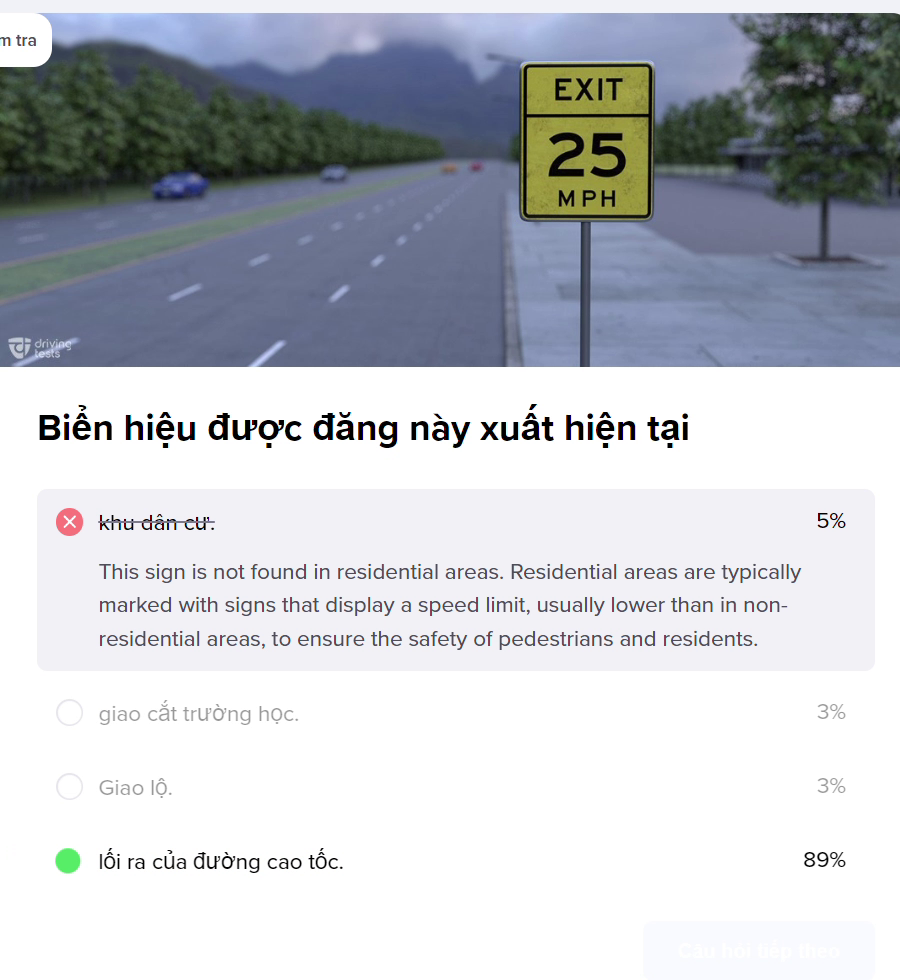 m tra
EXIT
25
MPH
driving
tests
Biển hiệu được đăng này xuất hiện tại
khu dân cư.
5%
This sign is not found in residential areas. Residential areas are typically
marked with signs that display a speed limit, usually lower than in non-
residential areas, to ensure the safety of pedestrians and residents.
giao cắt trường học.
3%
Giao lộ.
3%
lối ra của đường cao tốc.
89%
Câu hỏi tiếp theo